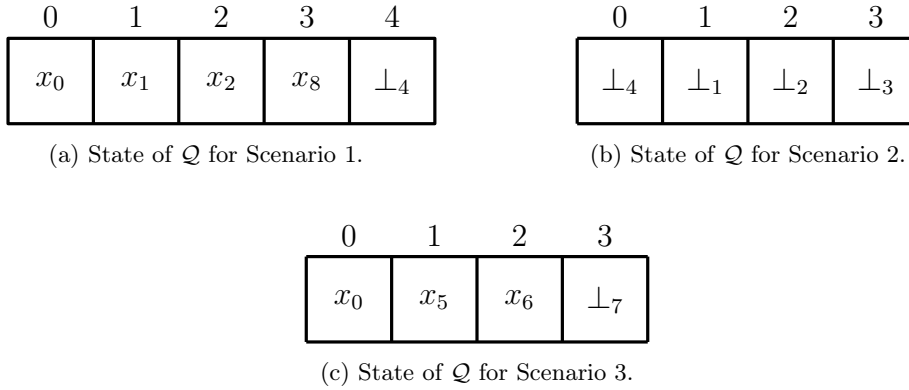 0 1 2 3 4
x₀ x₁ x₂ x₈ ⊥₄
(a) State of 𝒬 for Scenario 1.
0 1 2 3
⊥₄ ⊥₁ ⊥₂ ⊥₃
(b) State of 𝒬 for Scenario 2.
0 1 2 3
x₀ x₅ x₆ ⊥₇
(c) State of 𝒬 for Scenario 3.